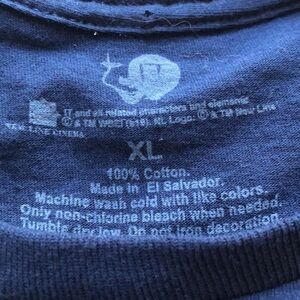 IT and all related characters and elements
© & TM WBEI (s19). NL Logo: © & TM New Line
NEW LINE CINEMA
XL
100% Cotton.
Made in El Salvador.
Machine wash cold with like colors.
Only non-chlorine bleach when needed.
Tumble dry low. Do not iron decoration.